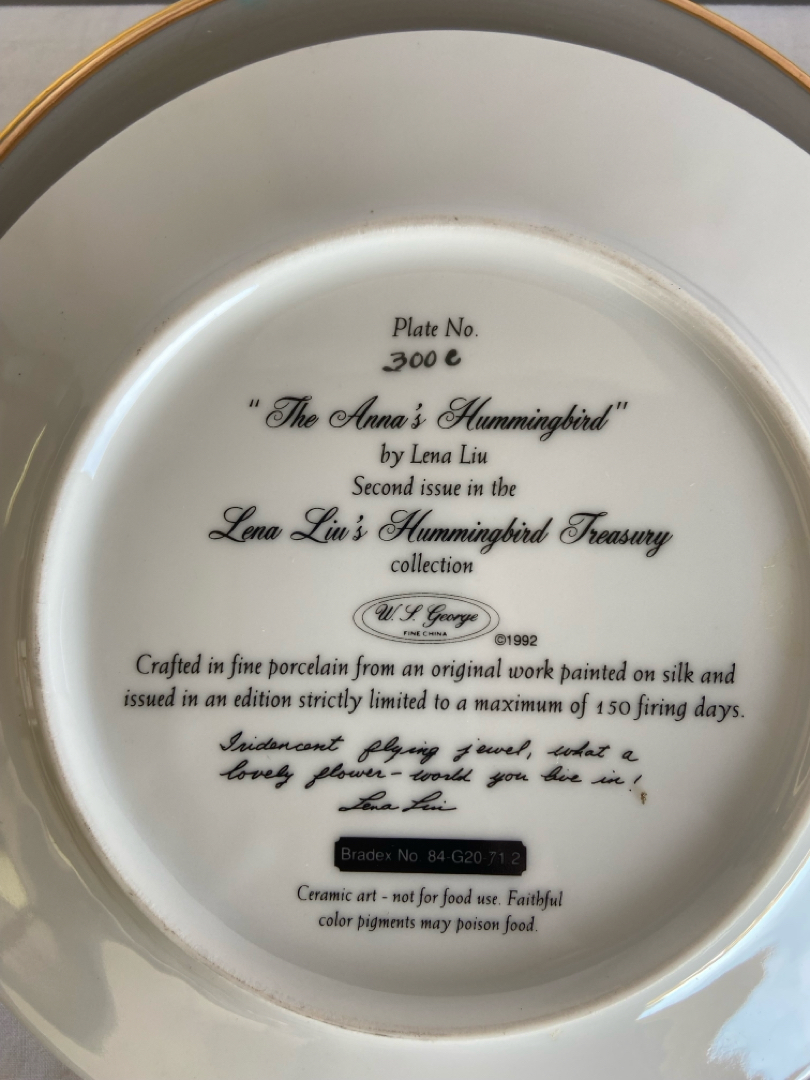 Plate No.
300 C
"The Anna's Hummingbird"
by Lena Liu
Second issue in the
Lena Liu's Hummingbird Treasury
collection
W. S. George
FINE CHINA
©1992
Crafted in fine porcelain from an original work painted on silk and
issued in an edition strictly limited to a maximum of 150 firing days.
Iridencent flying jewel, what a
lovely flower - world you live in!
Lena Liu
Bradex No. 84-G20-71.2
Ceramic art - not for food use. Faithful
color pigments may poison food.